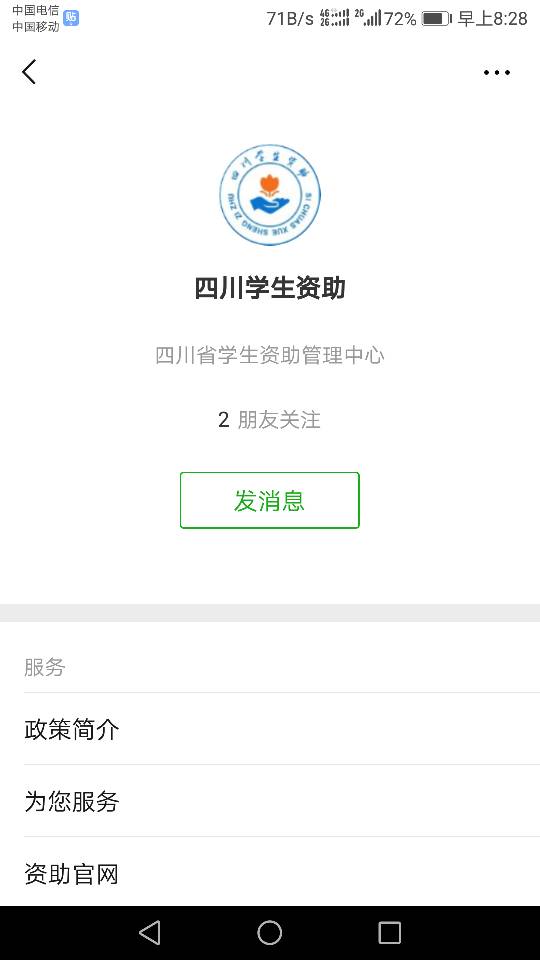 中国电信
中国移动
贴
71B/s 4G 2G 2G 72% 早上8:28
四川学生资助
SI CHUAN XUE SHENG ZI ZHU
四川学生资助
四川省学生资助管理中心
2 朋友关注
发消息
服务
政策简介
为您服务
资助官网